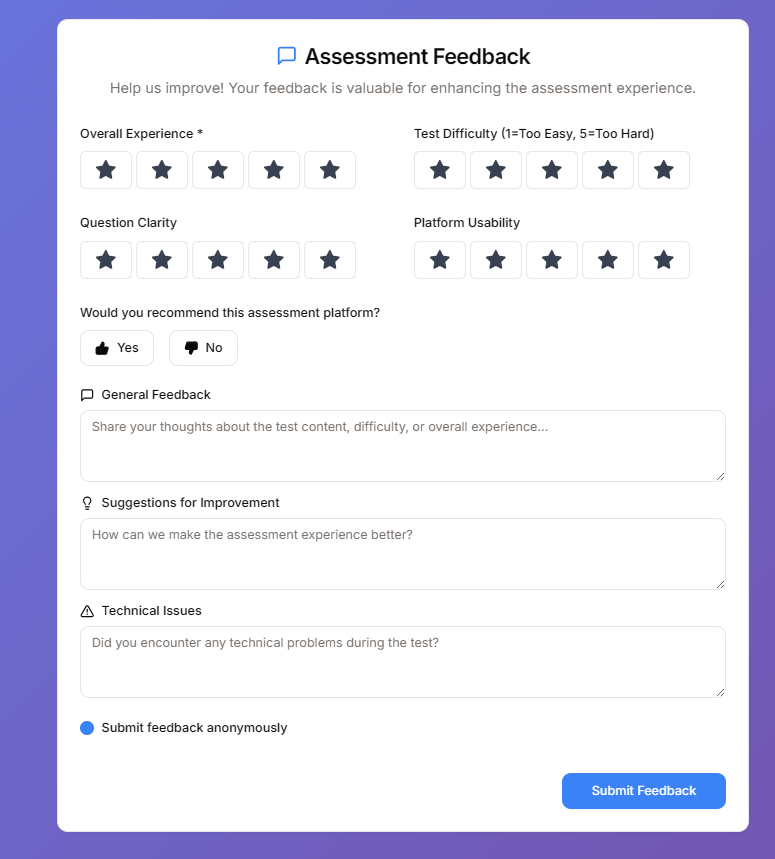 Assessment Feedback
Help us improve! Your feedback is valuable for enhancing the assessment experience.
Overall Experience *
Test Difficulty (1=Too Easy, 5=Too Hard)
Question Clarity
Platform Usability
Would you recommend this assessment platform?
Yes
No
General Feedback
Share your thoughts about the test content, difficulty, or overall experience...
Suggestions for Improvement
How can we make the assessment experience better?
Technical Issues
Did you encounter any technical problems during the test?
Submit feedback anonymously
Submit Feedback